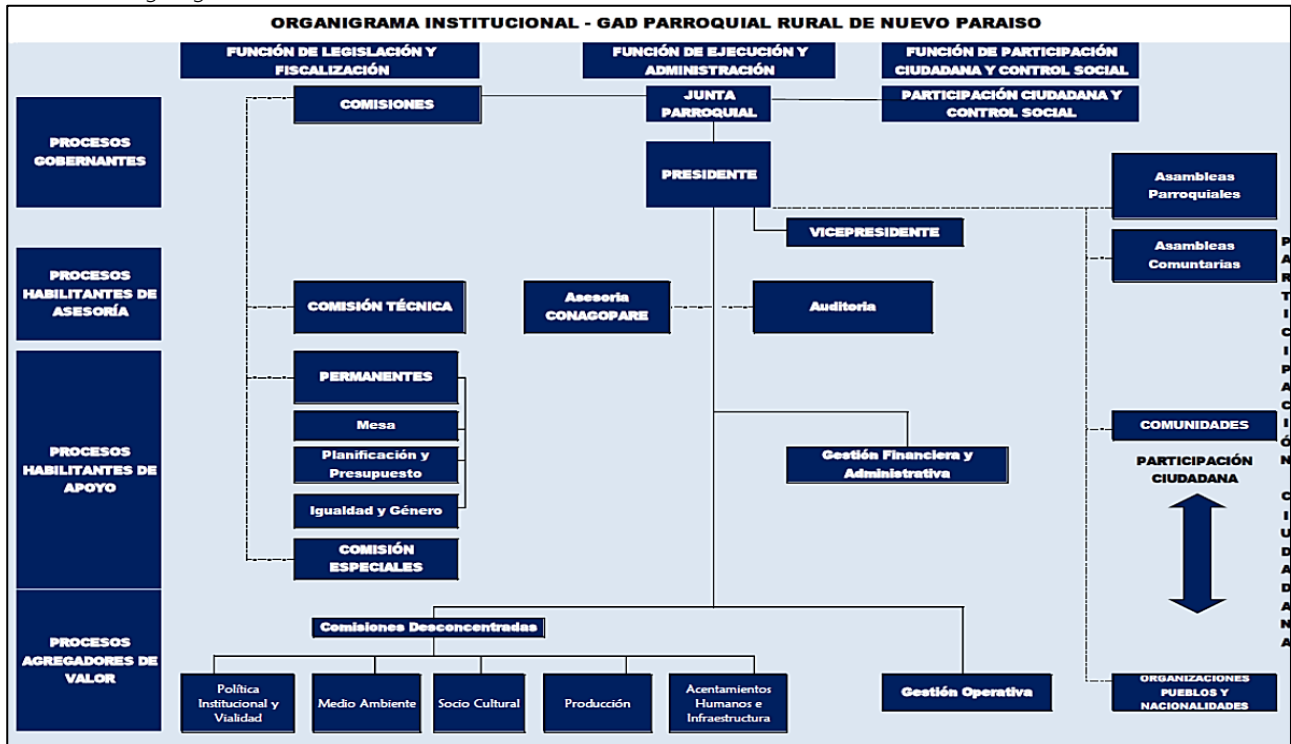 ORGANIGRAMA INSTITUCIONAL - GAD PARROQUIAL RURAL DE NUEVO PARAISO
FUNCIÓN DE LEGISLACIÓN Y
FISCALIZACIÓN
FUNCIÓN DE EJECUCIÓN Y
ADMINISTRACIÓN
FUNCIÓN DE PARTICIPACIÓN
CIUDADANA Y CONTROL SOCIAL
COMISIONES
JUNTA
PARROQUIAL
PARTICIPACIÓN CIUDADANA Y
CONTROL SOCIAL
PROCESOS
GOBERNANTES
PRESIDENTE
Asambleas
Parroquiales
VICEPRESIDENTE
Asambleas
Comuntarias
PROCESOS
HABILITANTES DE
ASESORÍA
COMISIÓN TÉCNICA
Asesoria
CONAGOPARE
Auditoria
PERMANENTES
Mesa
Planificación y
Presupuesto
Igualdad y Género
COMISIÓN
ESPECIALES
PROCESOS
HABILITANTES DE
APOYO
Gestión Financiera y
Administrativa
COMUNIDADES
PARTICIPACIÓN
CIUDADANA
PARTICIPACIÓN CIUDADANA
PROCESOS
AGREGADORES DE
VALOR
Comisiones Desconcentradas
Política
Institucional y
Vialidad
Medio Ambiente
Socio Cultural
Producción
Acentamientos
Humanos e
Infraestructura
Gestión Operativa
ORGANIZACIONES
PUEBLOS Y
NACIONALIDADES